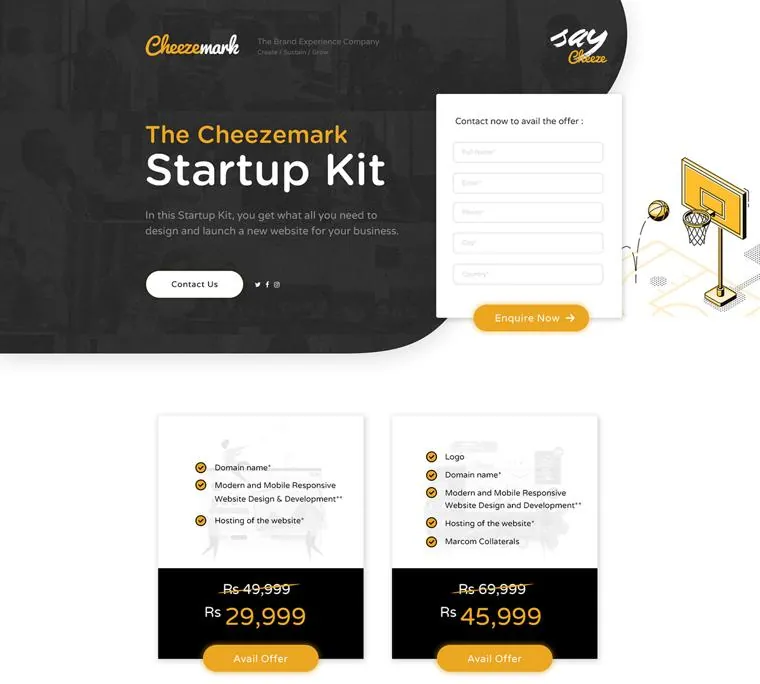 Cheezemark
The Brand Experience Company
Create / Sustain / Grow
say
Cheeze
The Cheezemark
Startup Kit
In this Startup Kit, you get what all you need to
design and launch a new website for your business.
Contact Us
Contact now to avail the offer :
Full Name*
Email*
Phone*
City*
Country*
Enquire Now
Domain name*
Modern and Mobile Responsive
Website Design & Development**
Hosting of the website*
Rs 49,999
Rs 29,999
Avail Offer
Logo
Domain name*
Modern and Mobile Responsive
Website Design and Development**
Hosting of the website*
Marcom Collaterals
Rs 69,999
Rs 45,999
Avail Offer